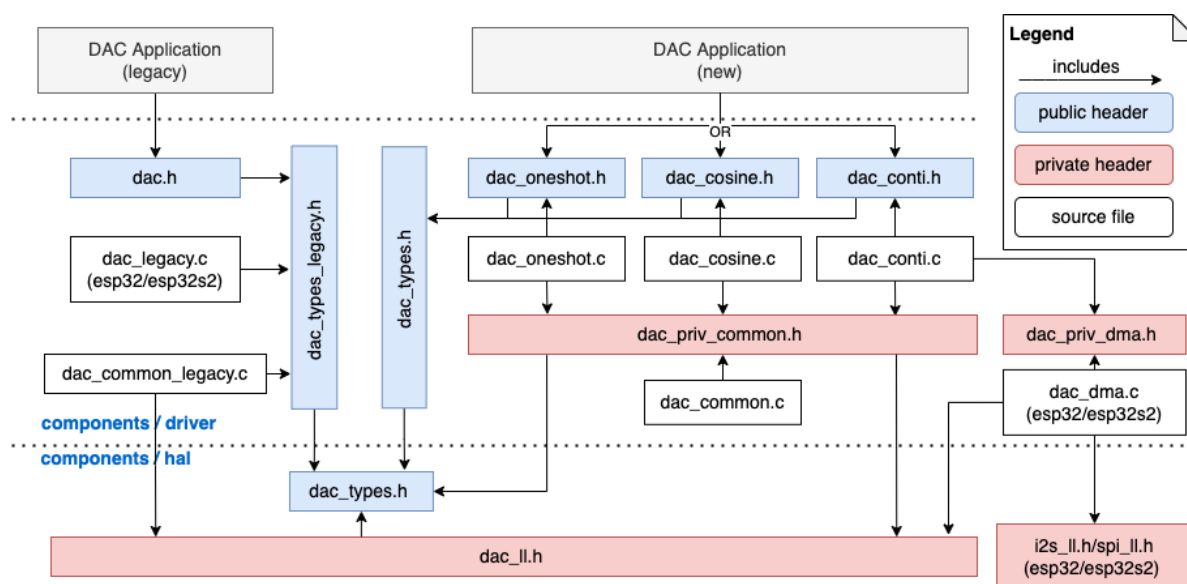 DAC Application
(legacy)
DAC Application
(new)
Legend
includes
public header
private header
source file
OR
dac.h
dac_oneshot.h
dac_cosine.h
dac_conti.h
dac_types_legacy.h
dac_types.h
dac_legacy.c
(esp32/esp32s2)
dac_oneshot.c
dac_cosine.c
dac_conti.c
dac_priv_common.h
dac_priv_dma.h
dac_common_legacy.c
dac_common.c
dac_dma.c
(esp32/esp32s2)
components / driver
components / hal
dac_types.h
dac_ll.h
i2s_ll.h/spi_ll.h
(esp32/esp32s2)